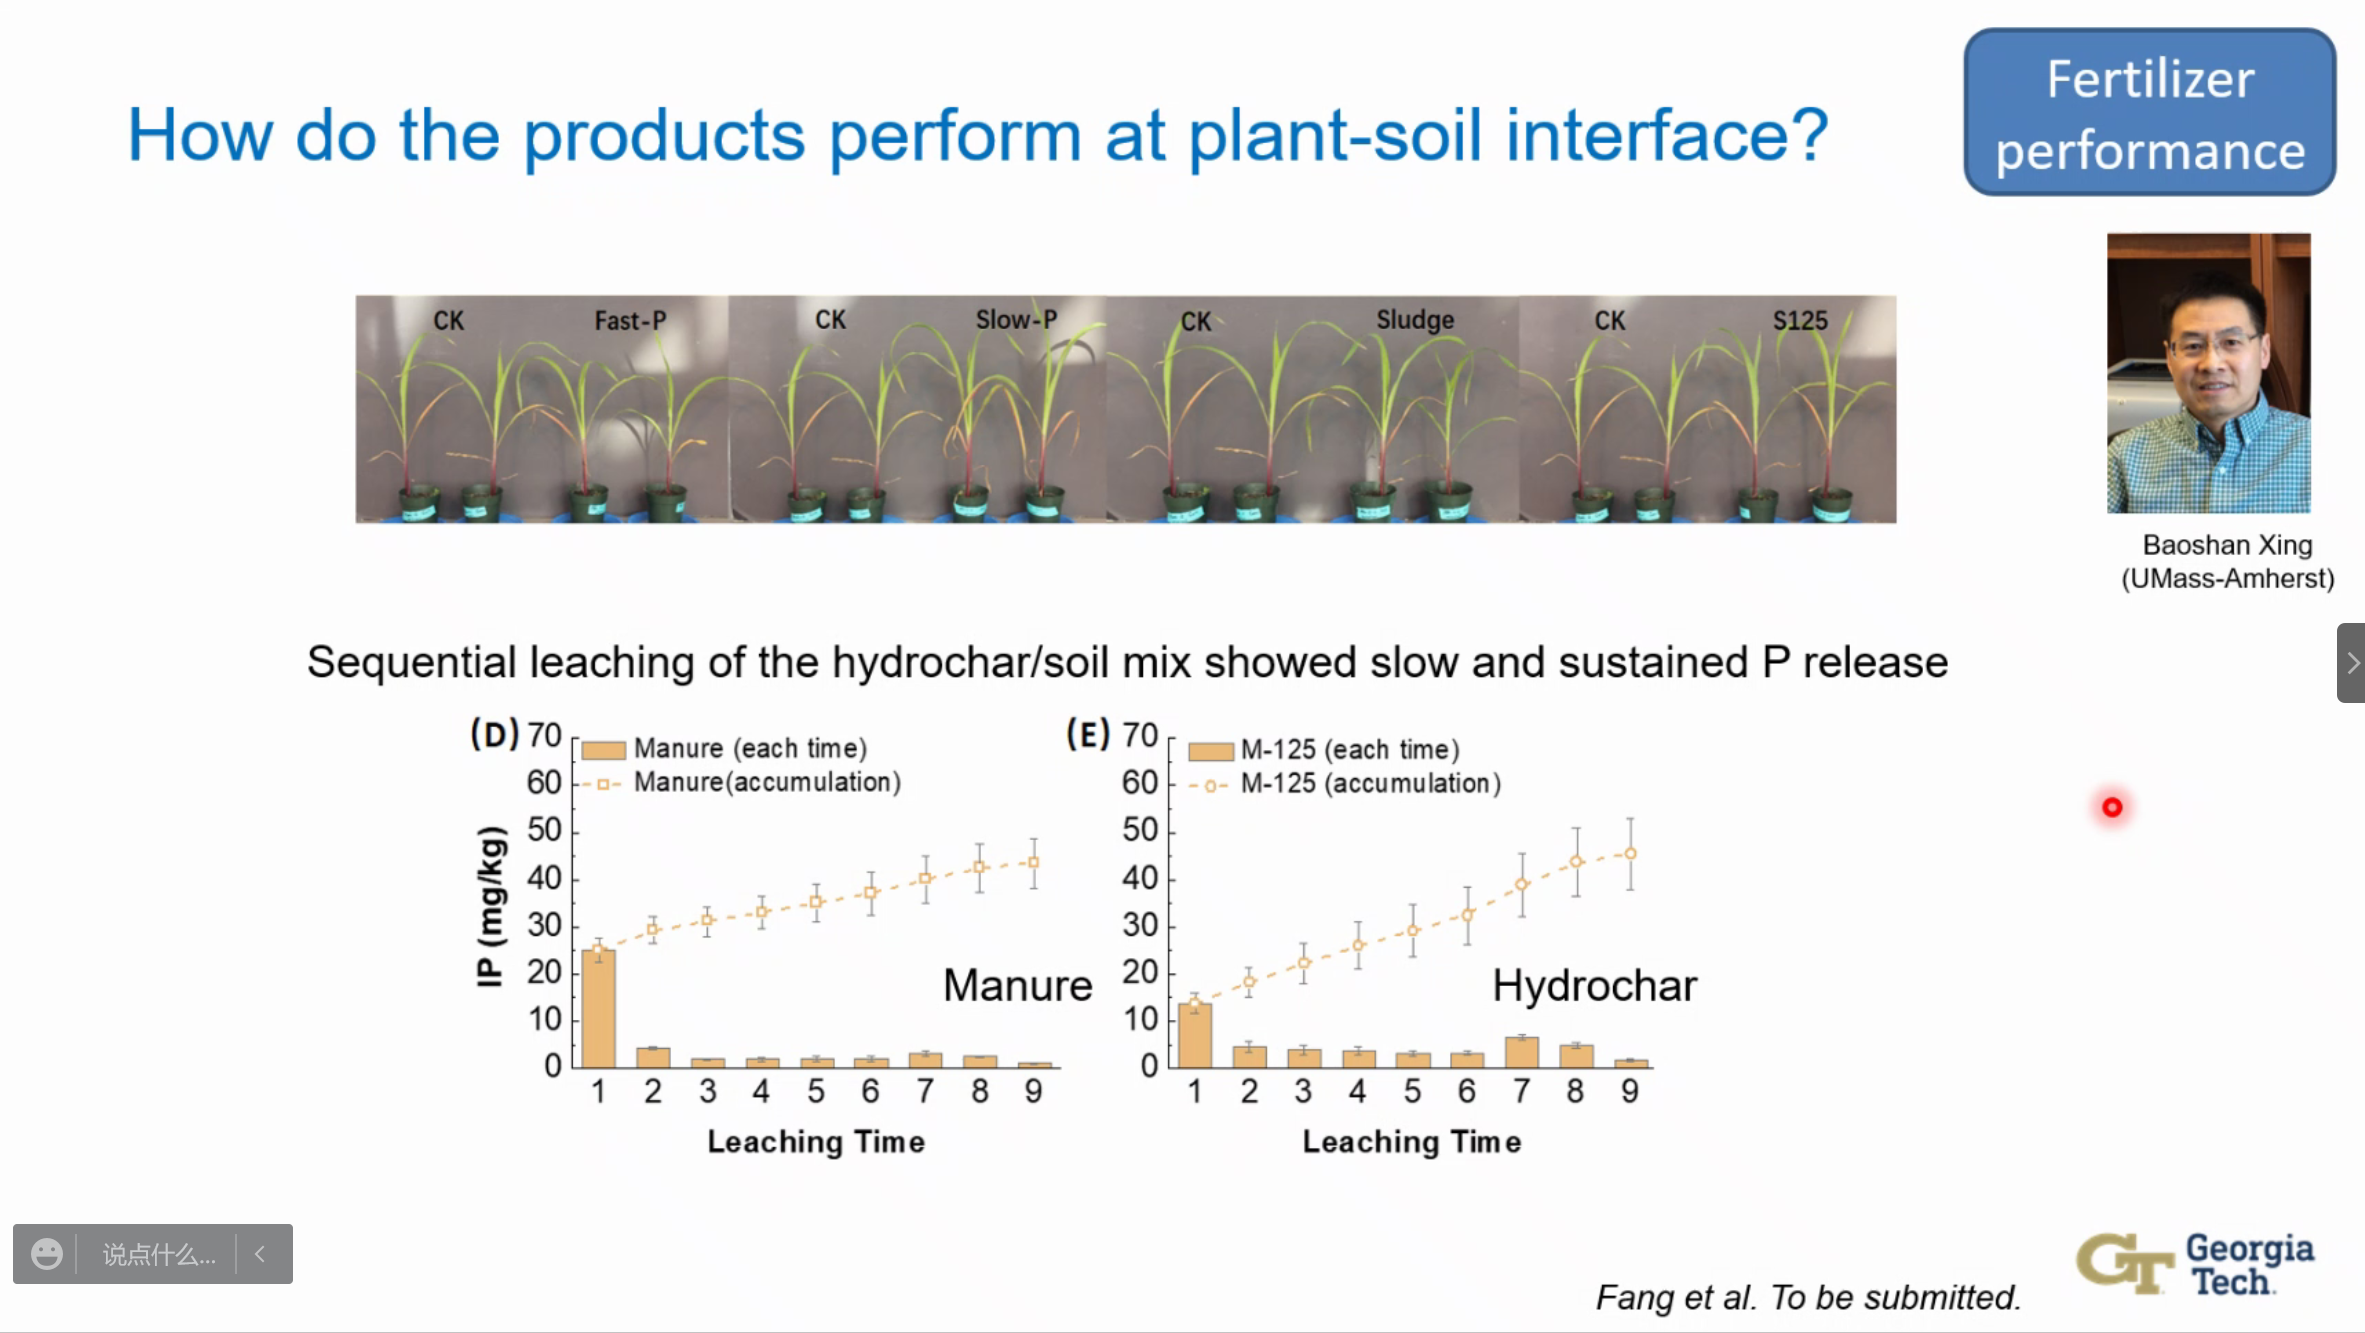 How do the products perform at plant-soil interface?
Fertilizer
performance
CK Fast-P CK Slow-P CK Sludge CK S125
Baoshan Xing
(UMass-Amherst)
Sequential leaching of the hydrochar/soil mix showed slow and sustained P release
(D)
70
60
50
40
30
20
10
0
IP (mg/kg)
Manure (each time)
Manure(accumulation)
Manure
1 2 3 4 5 6 7 8 9
Leaching Time
(E)
70
60
50
40
30
20
10
0
M-125 (each time)
M-125 (accumulation)
Hydrochar
1 2 3 4 5 6 7 8 9
Leaching Time
说点什么...
GT Georgia
Tech
Fang et al. To be submitted.